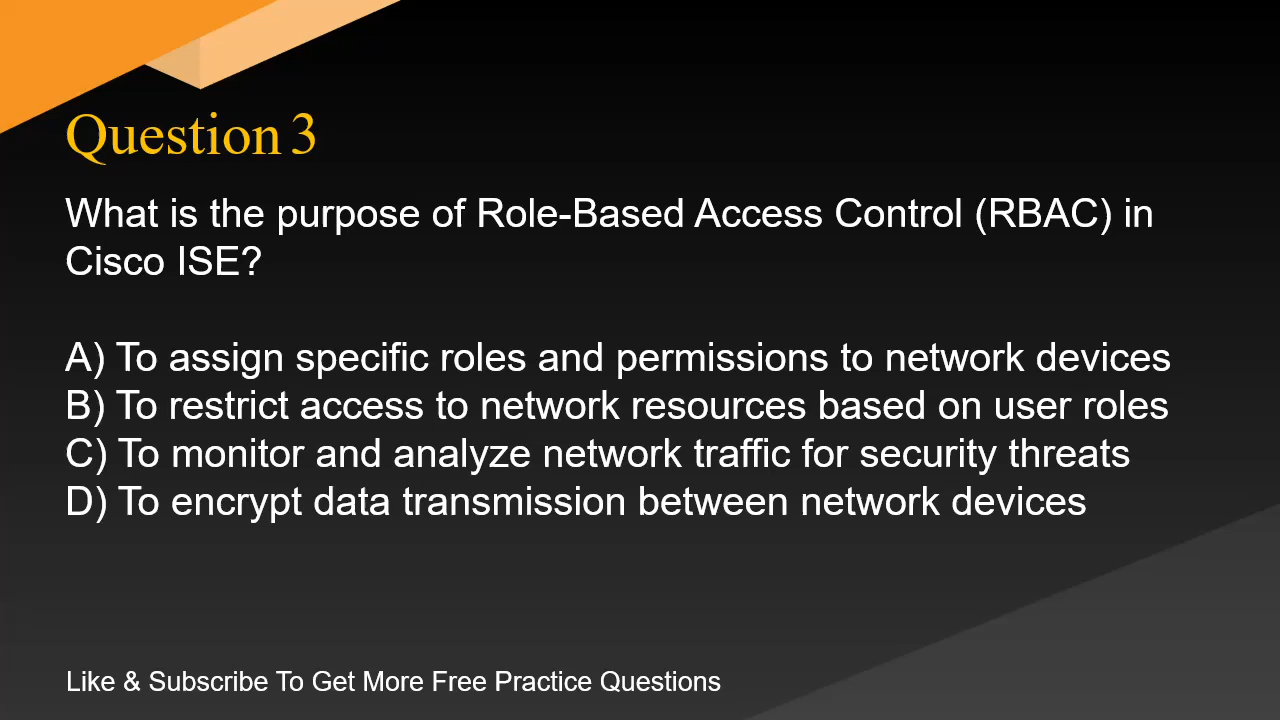 Question 3
What is the purpose of Role-Based Access Control (RBAC) in
Cisco ISE?
A) To assign specific roles and permissions to network devices
B) To restrict access to network resources based on user roles
C) To monitor and analyze network traffic for security threats
D) To encrypt data transmission between network devices
Like & Subscribe To Get More Free Practice Questions